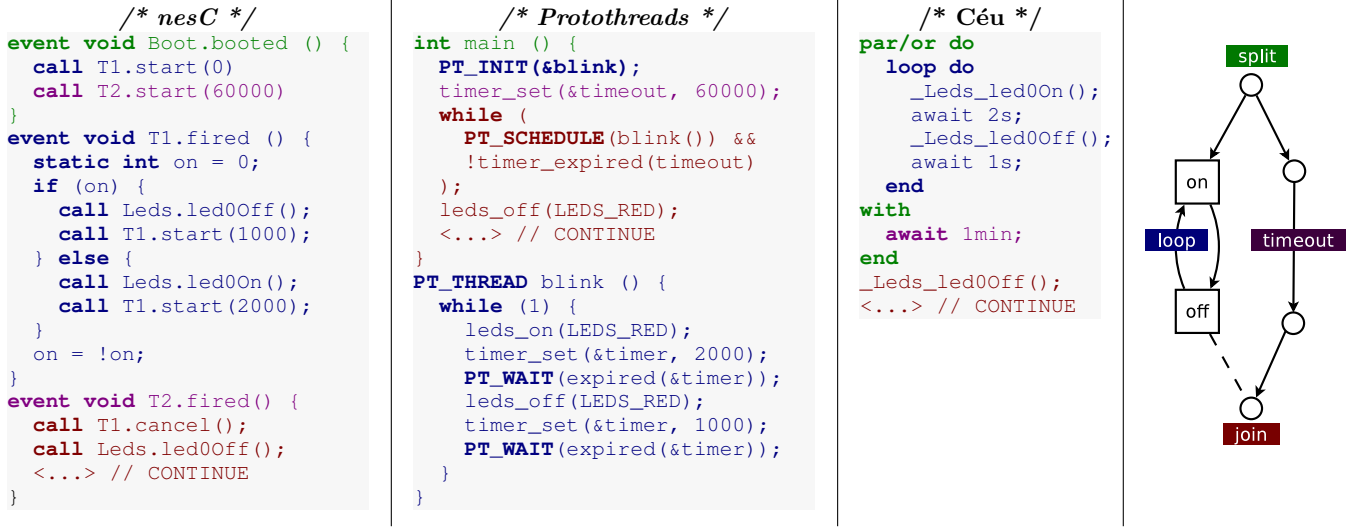 /* nesC */
event void Boot.booted () {
  call T1.start(0)
  call T2.start(60000)
}
event void T1.fired () {
  static int on = 0;
  if (on) {
    call Leds.led0Off();
    call T1.start(1000);
  } else {
    call Leds.led0On();
    call T1.start(2000);
  }
  on = !on;
}
event void T2.fired() {
  call T1.cancel();
  call Leds.led0Off();
  <...> // CONTINUE
}
/* Protothreads */
int main () {
  PT_INIT(&blink);
  timer_set(&timeout, 60000);
  while (
    PT_SCHEDULE(blink()) &&
    !timer_expired(timeout)
  );
  leds_off(LEDS_RED);
  <...> // CONTINUE
}
PT_THREAD blink () {
  while (1) {
    leds_on(LEDS_RED);
    timer_set(&timer, 2000);
    PT_WAIT(expired(&timer));
    leds_off(LEDS_RED);
    timer_set(&timer, 1000);
    PT_WAIT(expired(&timer));
  }
}
/* Céu */
par/or do
  loop do
    _Leds_led0On();
    await 2s;
    _Leds_led0Off();
    await 1s;
  end
with
  await 1min;
end
_Leds_led0Off();
<...> // CONTINUE
split
on
loop
timeout
off
join